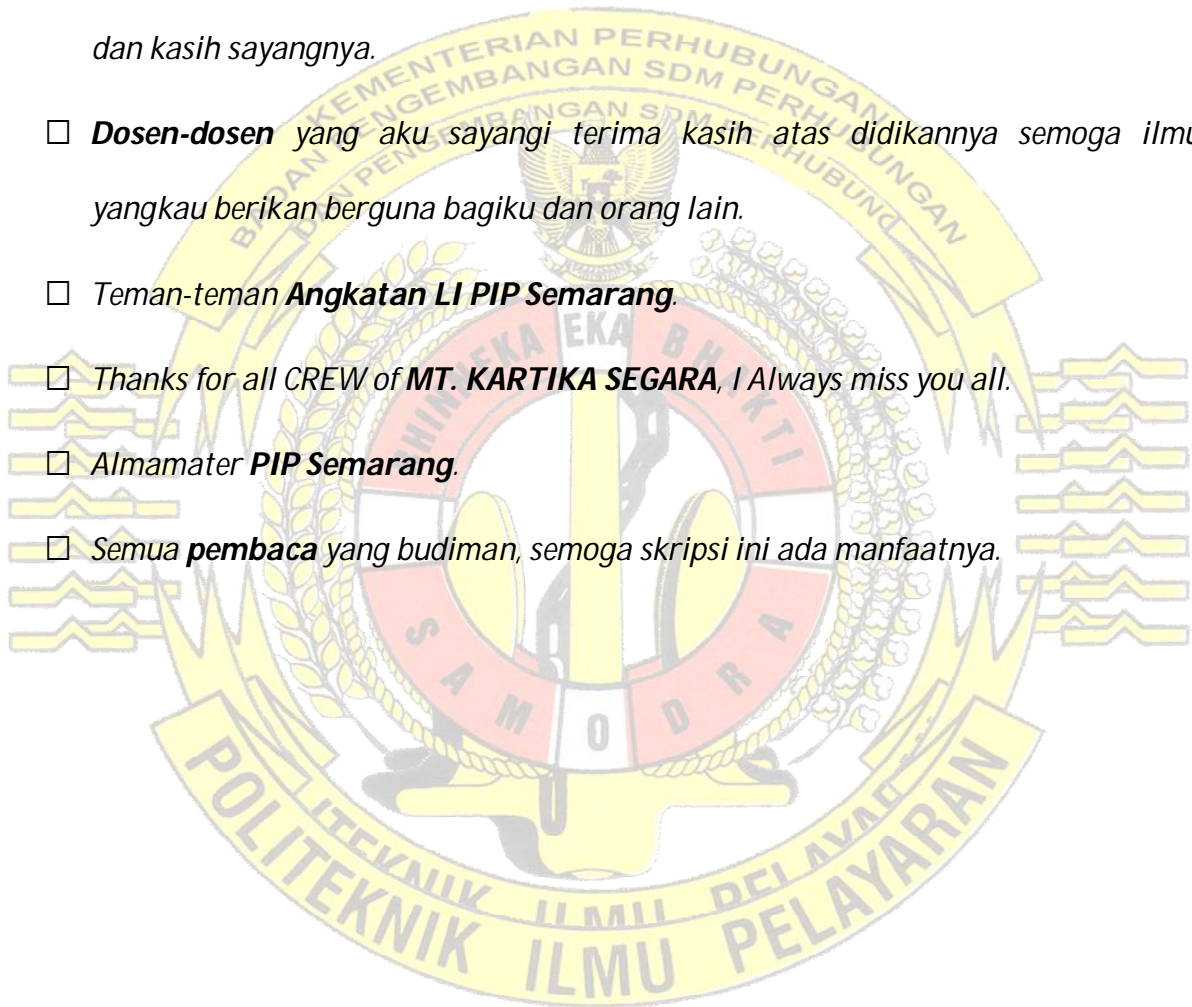 dan kasih sayangnya.
☐ Dosen-dosen yang aku sayangi terima kasih atas didikannya semoga ilmu
yangkau berikan berguna bagiku dan orang lain.
☐ Teman-teman Angkatan LI PIP Semarang.
☐ Thanks for all CREW of MT. KARTIKA SEGARA, I Always miss you all.
☐ Almamater PIP Semarang.
☐ Semua pembaca yang budiman, semoga skripsi ini ada manfaatnya.
BADAN PENGEMBANGAN SDM PERHUBUNGAN
KEMENTERIAN PERHUBUNGAN
BHINNEKA EKA BHAKTI
SAMODRA
POLITEKNIK ILMU PELAYARAN